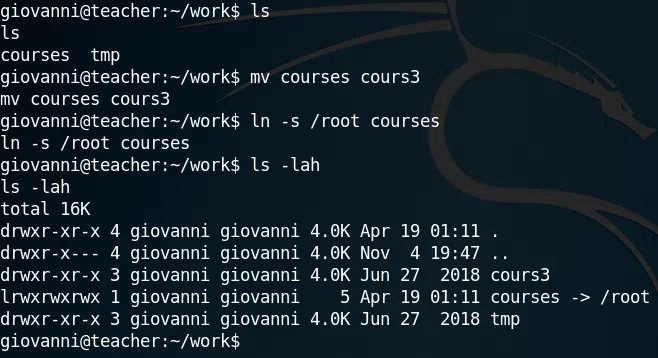 giovanni@teacher:~/work$ ls
ls
courses  tmp
giovanni@teacher:~/work$ mv courses cours3
mv courses cours3
giovanni@teacher:~/work$ ln -s /root courses
ln -s /root courses
giovanni@teacher:~/work$ ls -lah
ls -lah
total 16K
drwxr-xr-x 4 giovanni giovanni 4.0K Apr 19 01:11 .
drwxr-x--- 4 giovanni giovanni 4.0K Nov  4 19:47 ..
drwxr-xr-x 3 giovanni giovanni 4.0K Jun 27  2018 cours3
lrwxrwxrwx 1 giovanni giovanni    5 Apr 19 01:11 courses -> /root
drwxr-xr-x 3 giovanni giovanni 4.0K Jun 27  2018 tmp
giovanni@teacher:~/work$